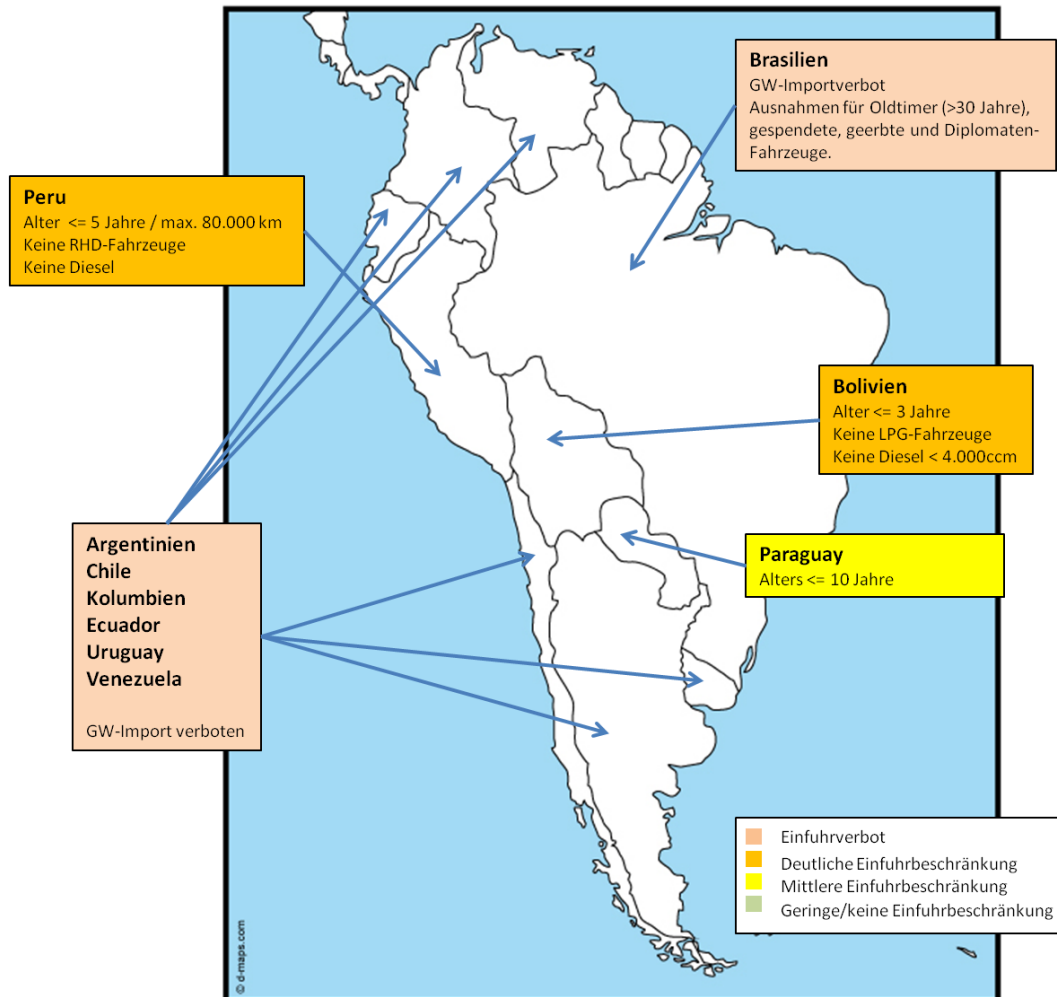 Brasilien
GW-Importverbot
Ausnahmen für Oldtimer (>30 Jahre),
gespendete, geerbte und Diplomaten-
Fahrzeuge.
Peru
Alter <= 5 Jahre / max. 80.000 km
Keine RHD-Fahrzeuge
Keine Diesel
Bolivien
Alter <= 3 Jahre
Keine LPG-Fahrzeuge
Keine Diesel < 4.000ccm
Argentinien
Chile
Kolumbien
Ecuador
Uruguay
Venezuela
GW-Import verboten
Paraguay
Alters <= 10 Jahre
Einfuhrverbot
Deutliche Einfuhrbeschränkung
Mittlere Einfuhrbeschränkung
Geringe/keine Einfuhrbeschränkung
© d-maps.com